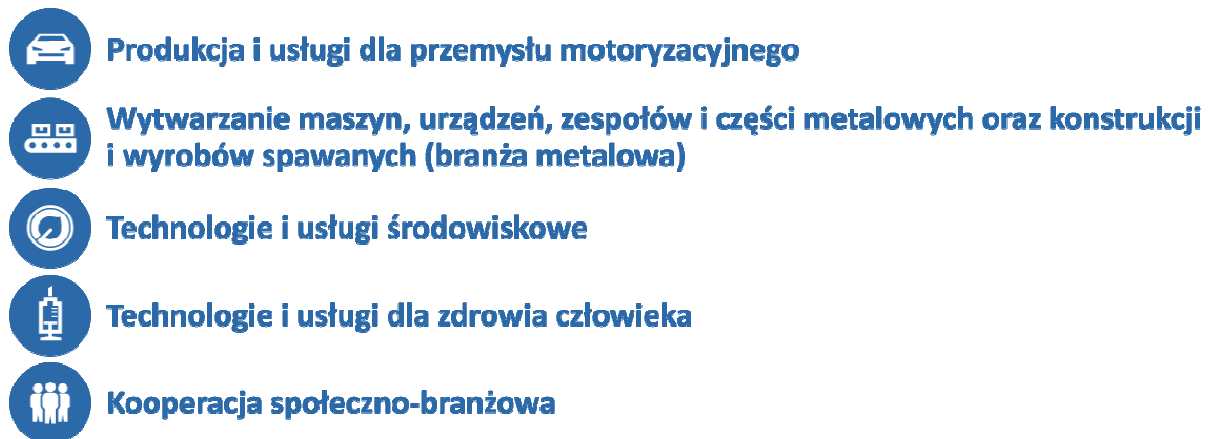 Produkcja i usługi dla przemysłu motoryzacyjnego
Wytwarzanie maszyn, urządzeń, zespołów i części metalowych oraz konstrukcji
i wyrobów spawanych (branża metalowa)
Technologie i usługi środowiskowe
Technologie i usługi dla zdrowia człowieka
Kooperacja społeczno-branżowa